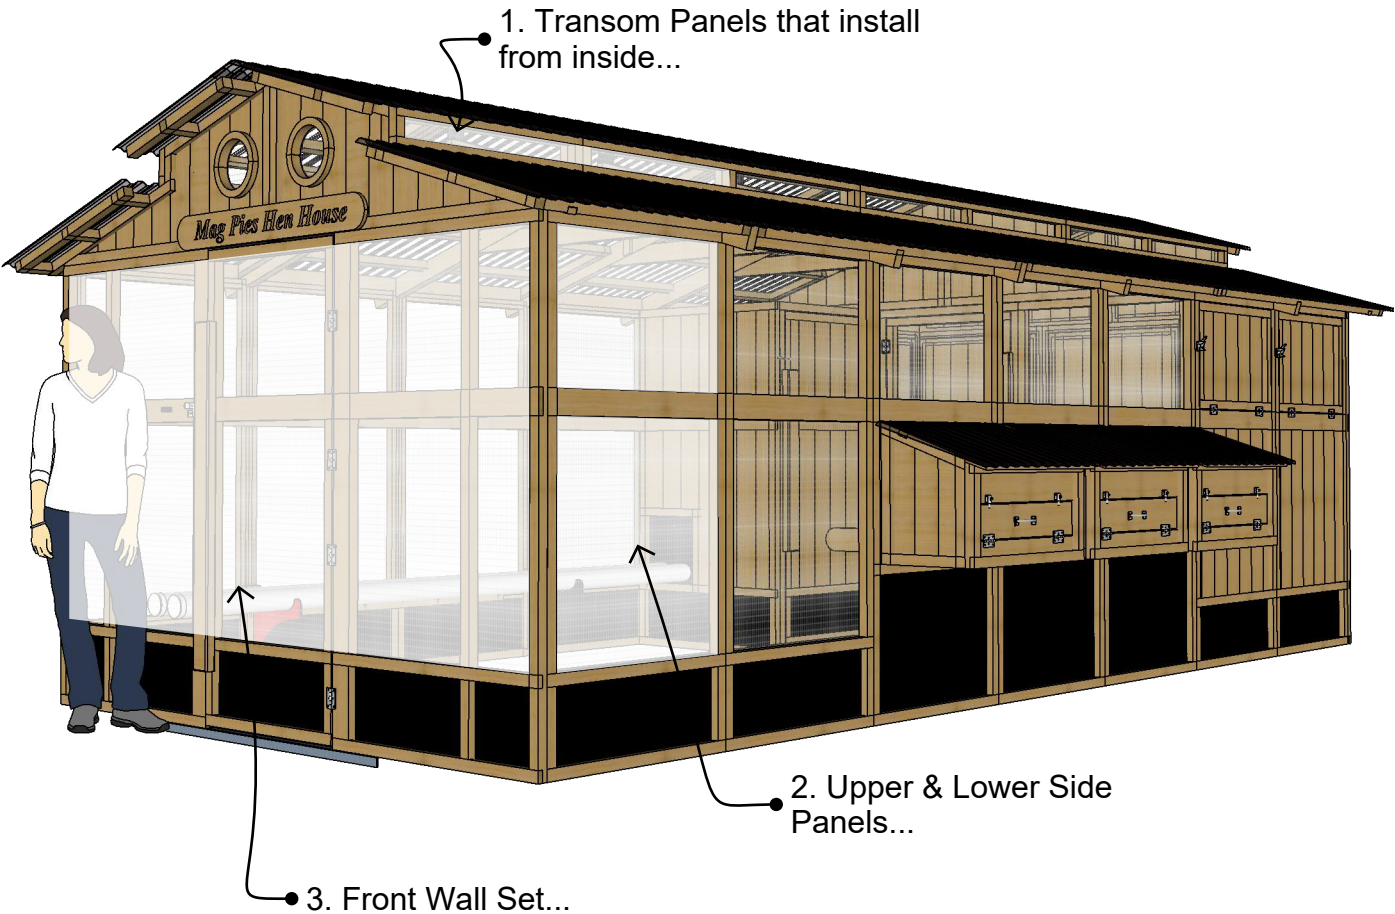 1. Transom Panels that install
from inside...
Mag Pies Hen House
2. Upper & Lower Side
Panels...
3. Front Wall Set...